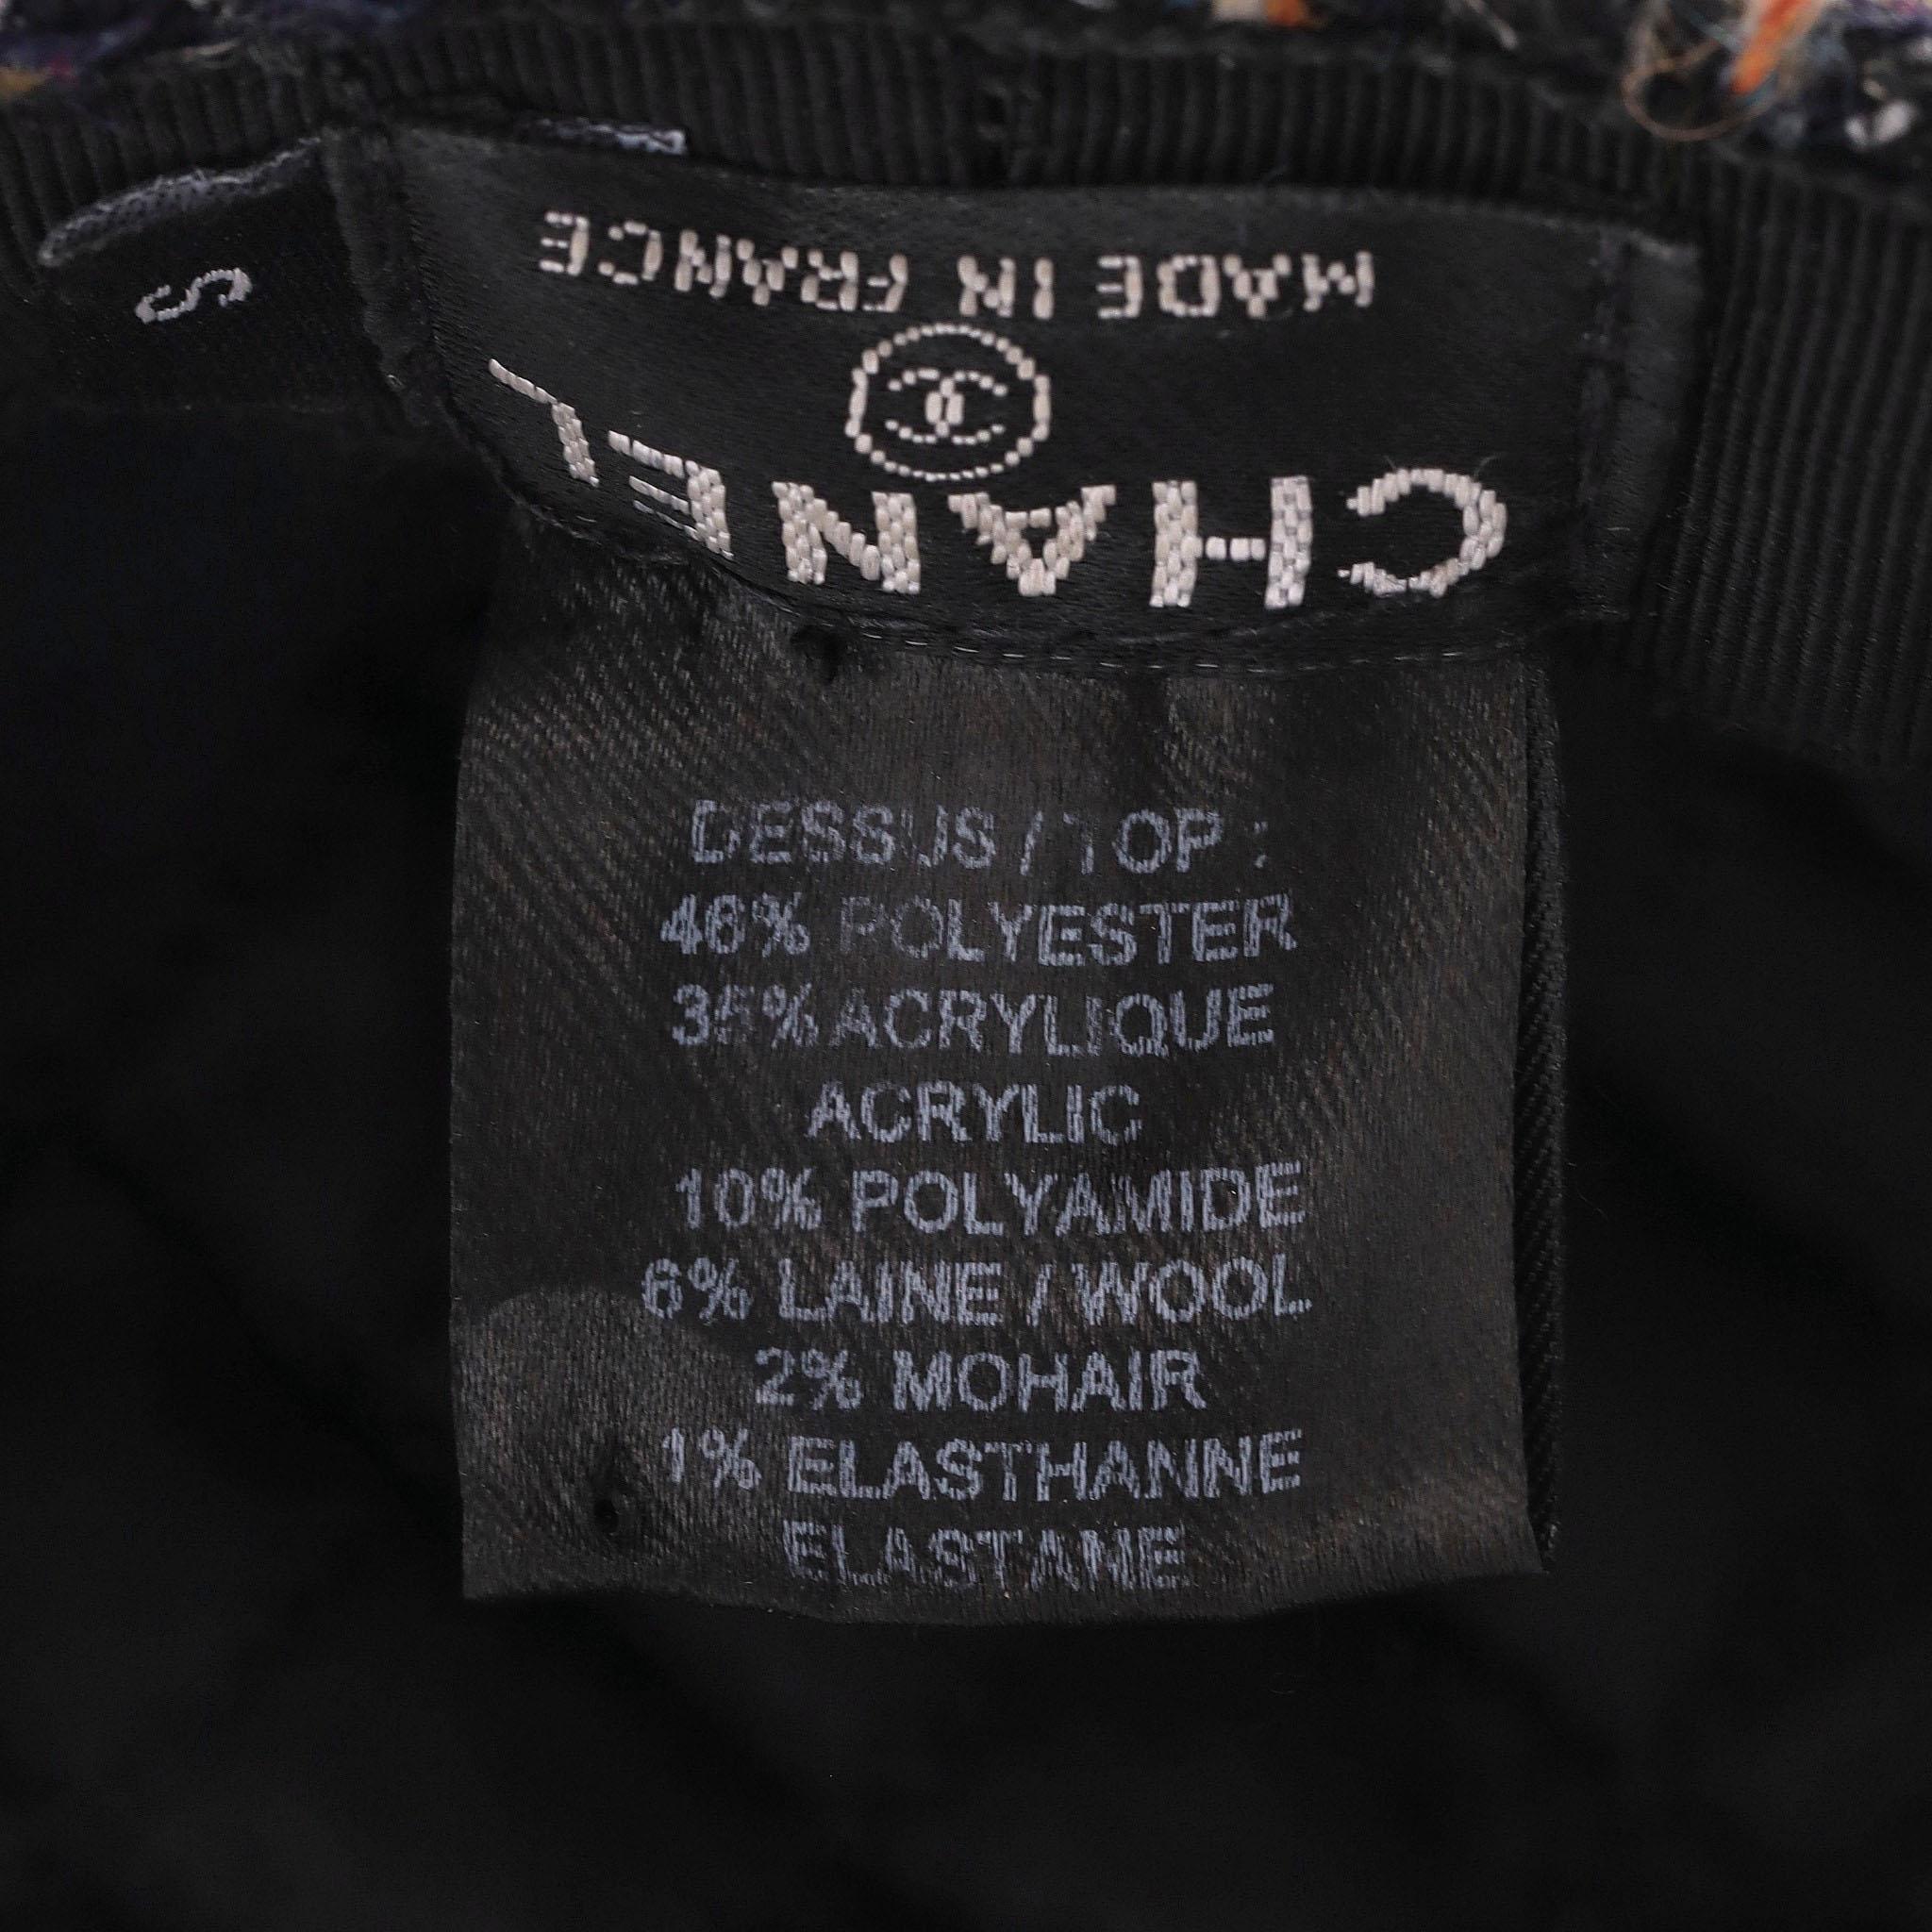 S
CHANEL
MADE IN FRANCE
DESSUS / TOP :
46% POLYESTER
35% ACRYLIQUE
ACRYLIC
10% POLYAMIDE
6% LAINE / WOOL
2% MOHAIR
1% ELASTHANNE
ELASTANE